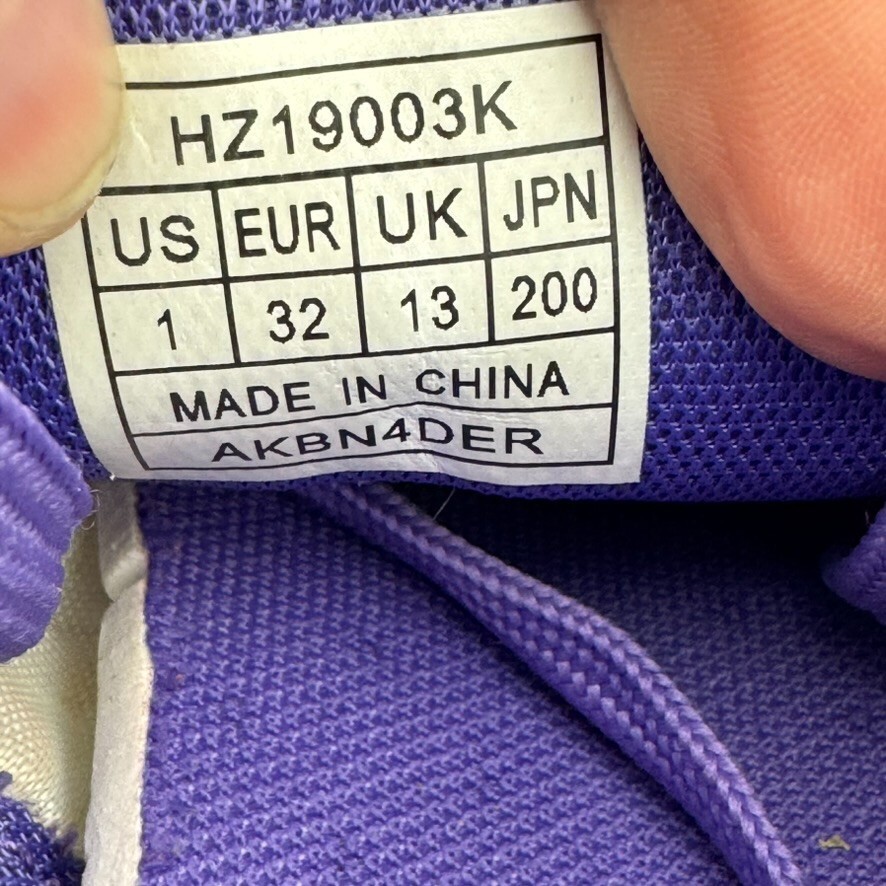 HZ19003K
US EUR UK JPN
1 32 13 200
MADE IN CHINA
AKBN4DER